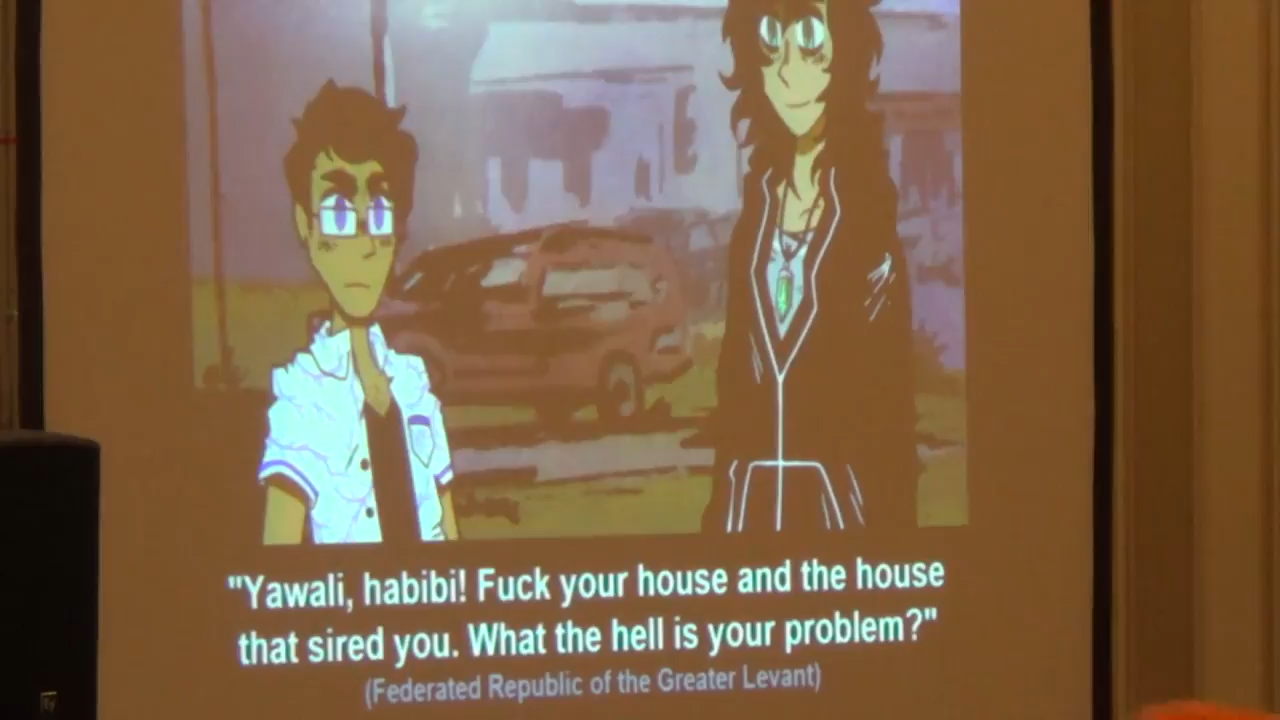 "Yawali, habibi! Fuck your house and the house
that sired you. What the hell is your problem?"
(Federated Republic of the Greater Levant)